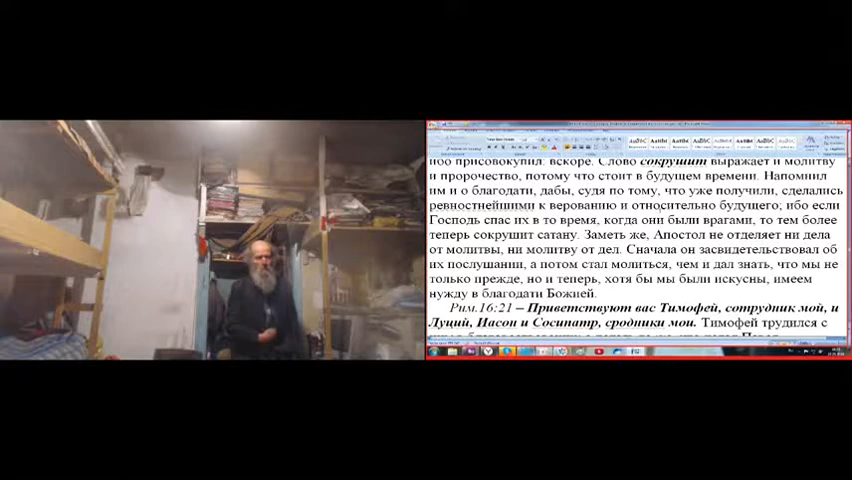 ибо присовокупил: вскоре. Слово сокрушит выражает и молитву
и пророчество, потому что стоит в будущем времени. Напомнил
им и о благодати, дабы, судя по тому, что уже получили, сделались
ревностнейшими к верованию и относительно будущего; ибо если
Господь спас их в то время, когда они были врагами, то тем более
теперь сокрушит сатану. Заметь же, Апостол не отделяет ни дела
от молитвы, ни молитву от дел. Сначала он засвидетельствовал об
их послушании, а потом стал молиться, чем и дал знать, что мы не
только прежде, но и теперь, хотя бы мы были искусны, имеем
нужду в благодати Божией.
Рим.16:21 – Приветствуют вас Тимофей, сотрудник мой, и
Луций, Иасон и Сосипатр, сродники мои. Тимофей трудился с